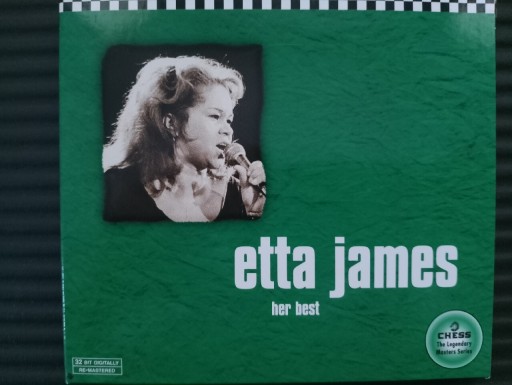 etta james
her best
CHESS
The Legendary
Masters Series
32 BIT DIGITALLY
RE-MASTERED